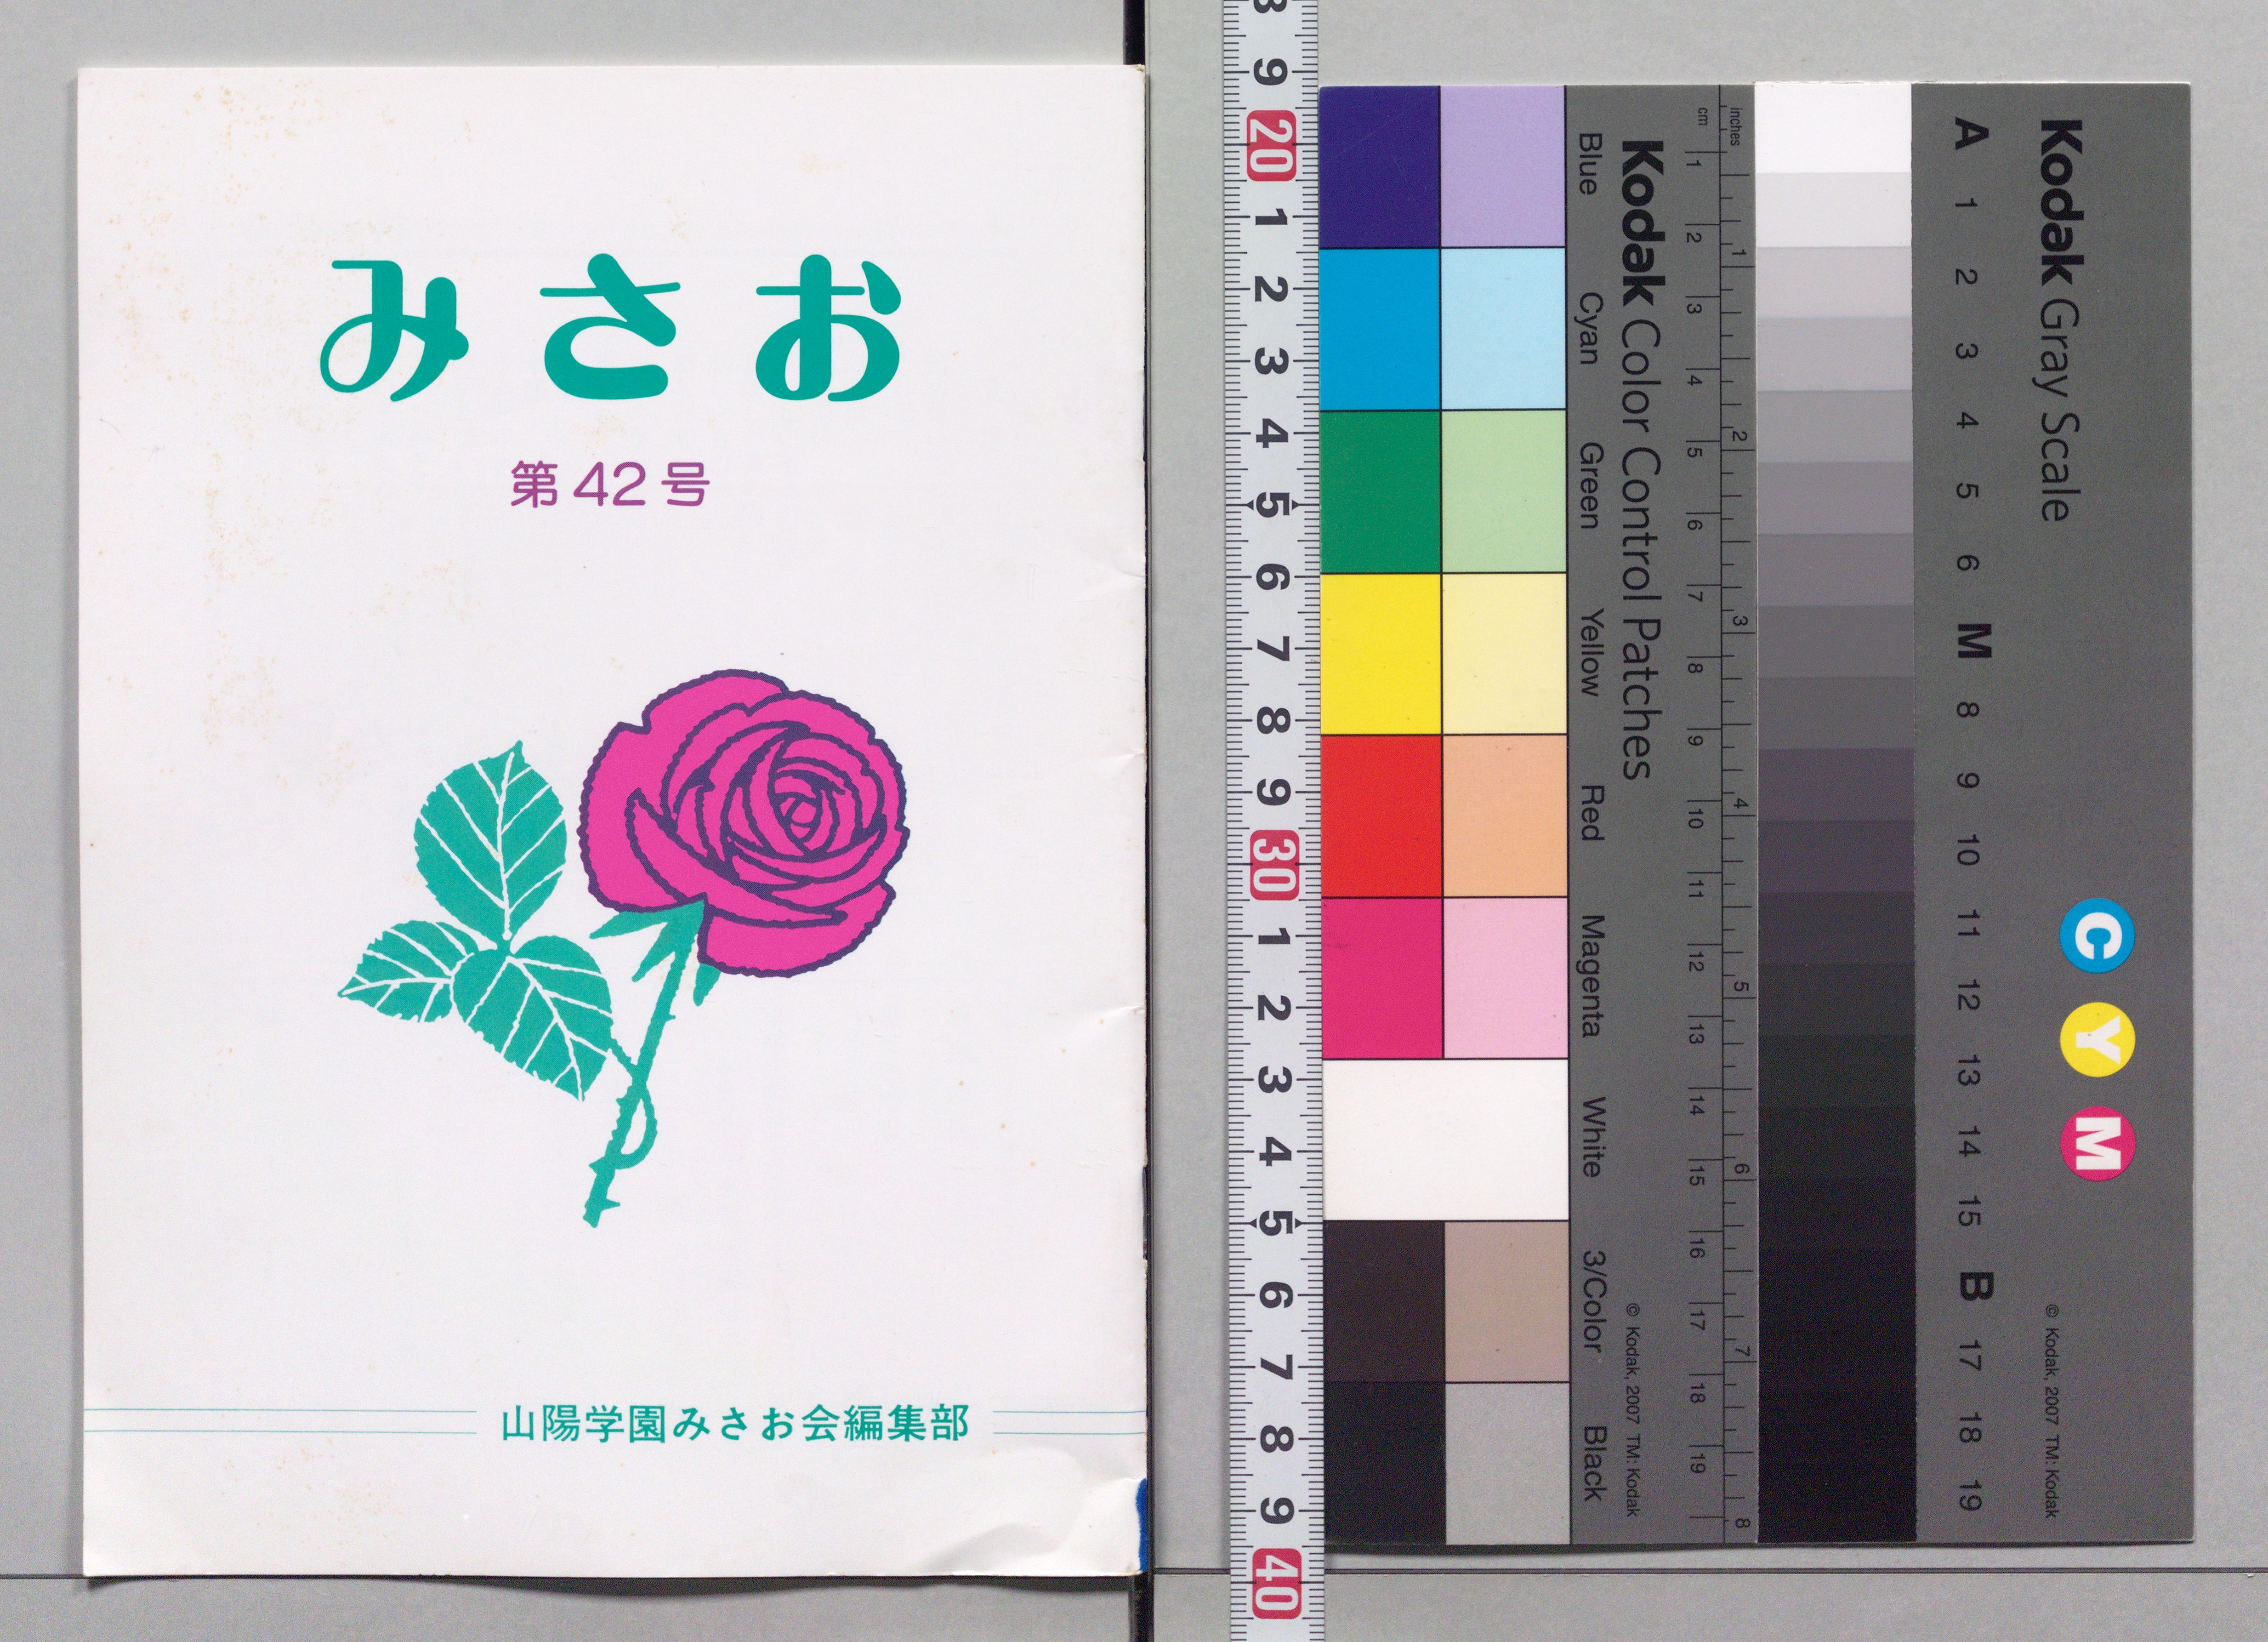 みさお
第42号
山陽学園みさお会編集部
8 9 20 1 2 3 4 5 6 7 8 9 30 1 2 3 4 5 6 7 8 9 40
Blue Cyan Green Yellow Red Magenta White 3/Color Black
Kodak Color Control Patches
© Kodak, 2007 TM: Kodak
cm 1 2 3 4 5 6 7 8 9 10 11 12 13 14 15 16 17 18 19
inches 1 2 3 4 5 6 7 8
A 1 2 3 4 5 6 M 8 9 10 11 12 13 14 15 B 17 18 19
Kodak Gray Scale
C Y M
© Kodak, 2007 TM: Kodak